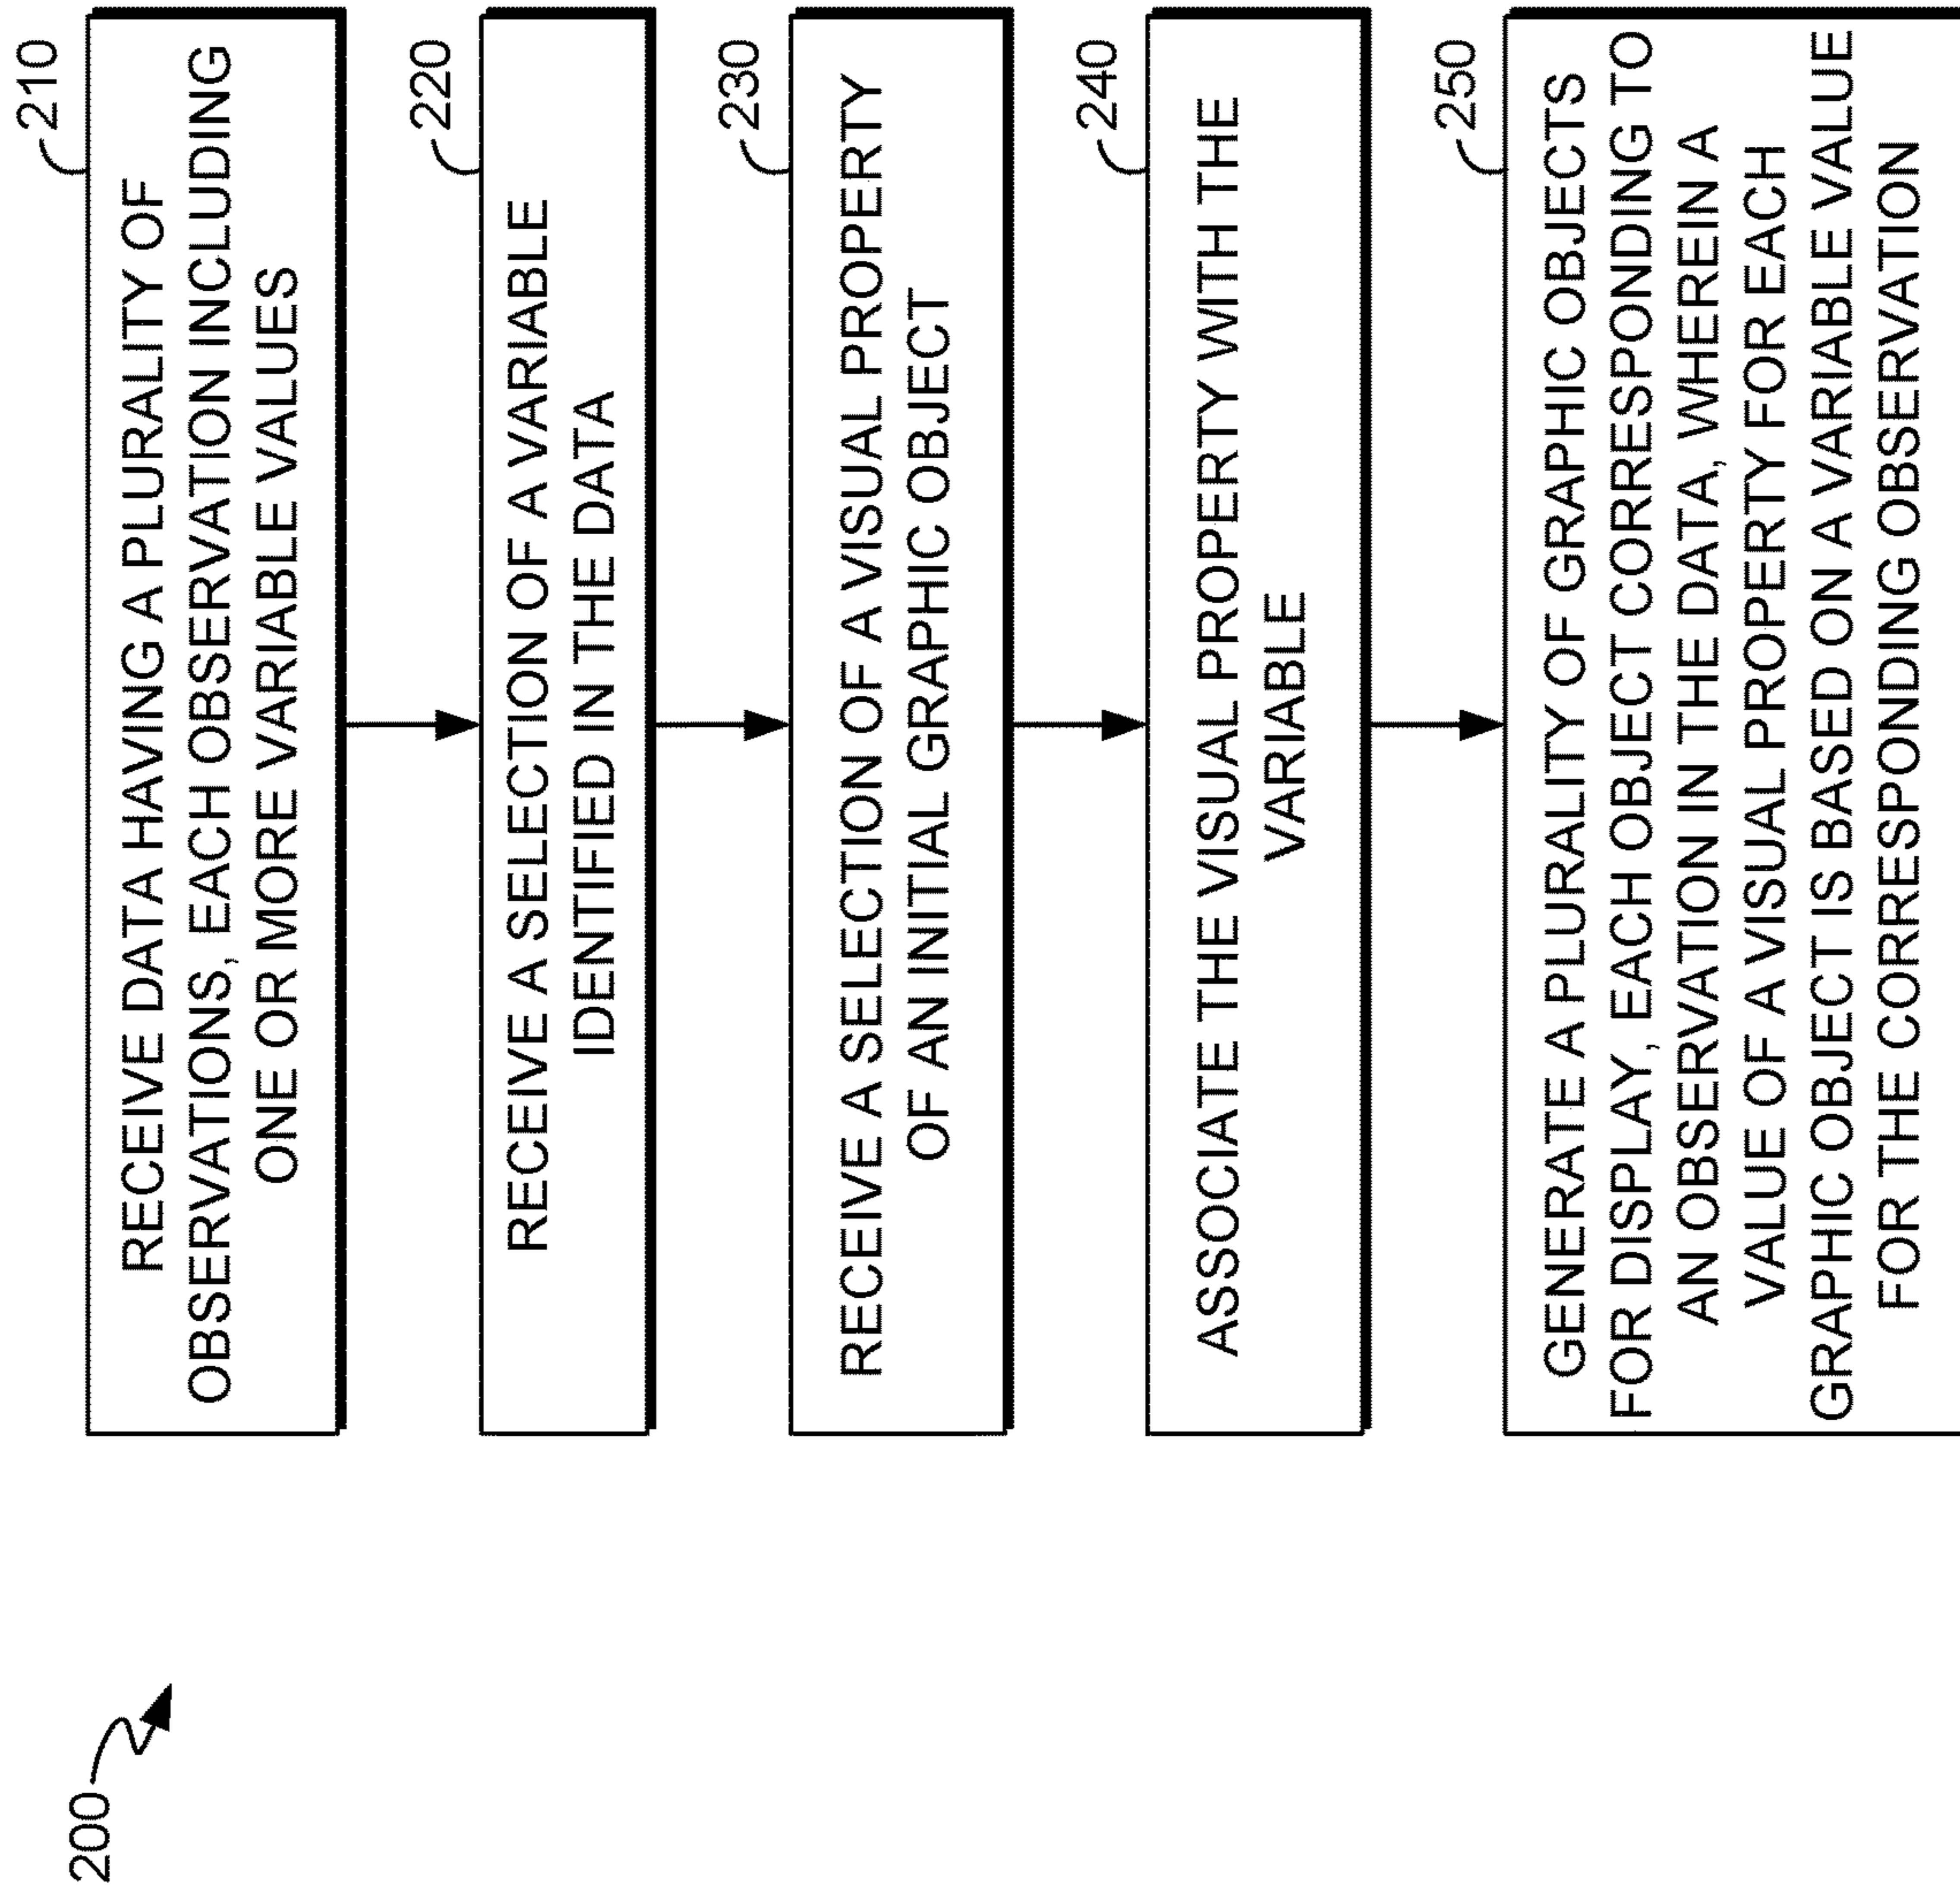 200
210
RECEIVE DATA HAVING A PLURALITY OF
OBSERVATIONS, EACH OBSERVATION INCLUDING
ONE OR MORE VARIABLE VALUES
220
RECEIVE A SELECTION OF A VARIABLE
IDENTIFIED IN THE DATA
230
RECEIVE A SELECTION OF A VISUAL PROPERTY
OF AN INITIAL GRAPHIC OBJECT
240
ASSOCIATE THE VISUAL PROPERTY WITH THE
VARIABLE
250
GENERATE A PLURALITY OF GRAPHIC OBJECTS
FOR DISPLAY, EACH OBJECT CORRESPONDING TO
AN OBSERVATION IN THE DATA, WHEREIN A
VALUE OF A VISUAL PROPERTY FOR EACH
GRAPHIC OBJECT IS BASED ON A VARIABLE VALUE
FOR THE CORRESPONDING OBSERVATION